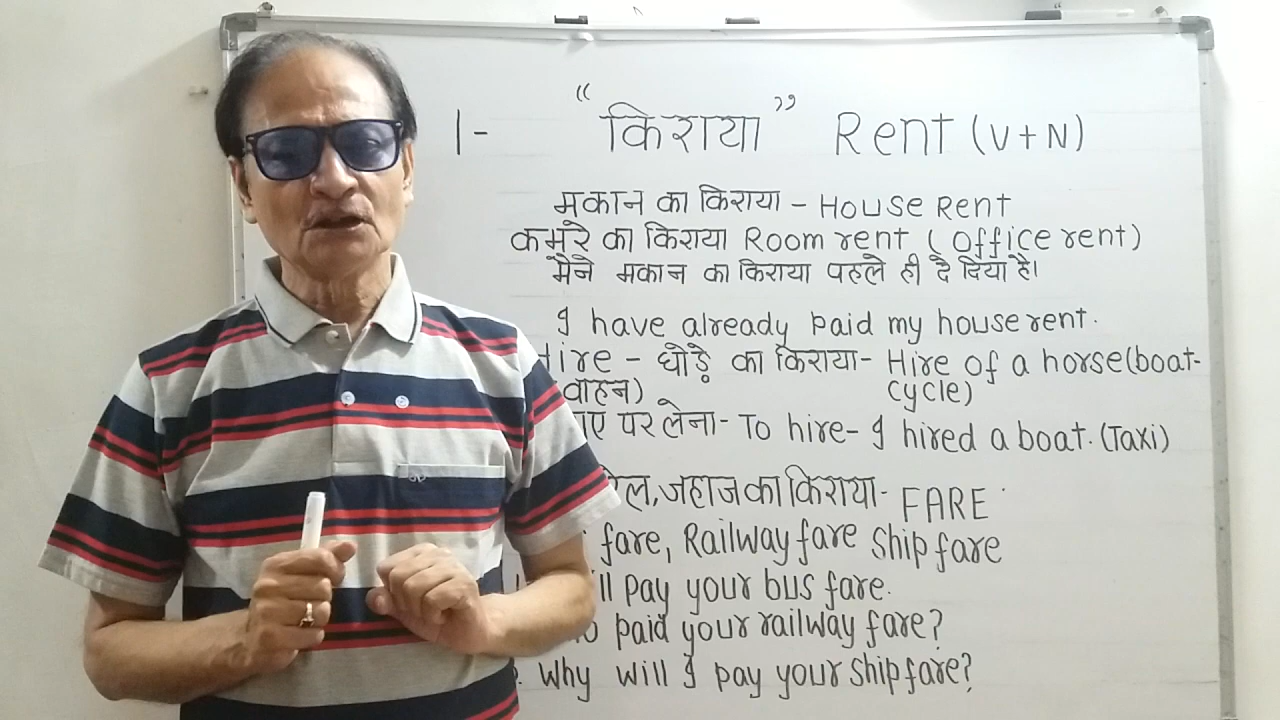 1- "किराया" Rent (V+N)
मकान का किराया - House Rent
कमरे का किराया Room rent (office rent)
मैने मकान का किराया पहले ही दे दिया है।
I have already paid my house rent.
घोड़े का किराया - Hire of a horse (boat-
वाहन) cycle)
पर लेना - To hire - I hired a boat. (Taxi)
जहाज का किराया - FARE
fare, Railway fare Ship fare
pay your bus fare.
paid your railway fare?
Why will I pay your ship fare?